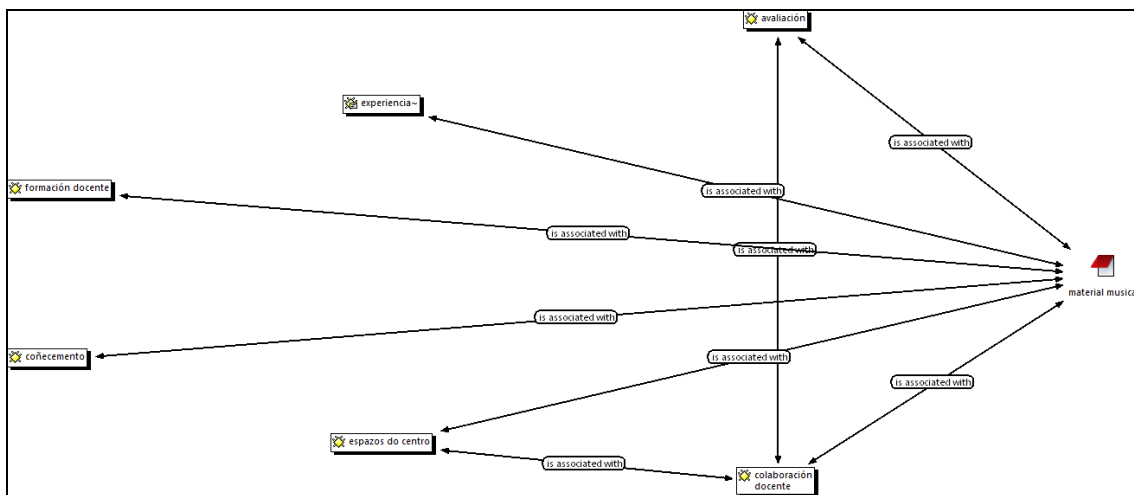 avaliación
experiencia~
is associated with
formación docente
is associated with
is associated with
is associated with
material musica
is associated with
coñecemento
is associated with
is associated with
espazos do centro
is associated with
colaboración
docente